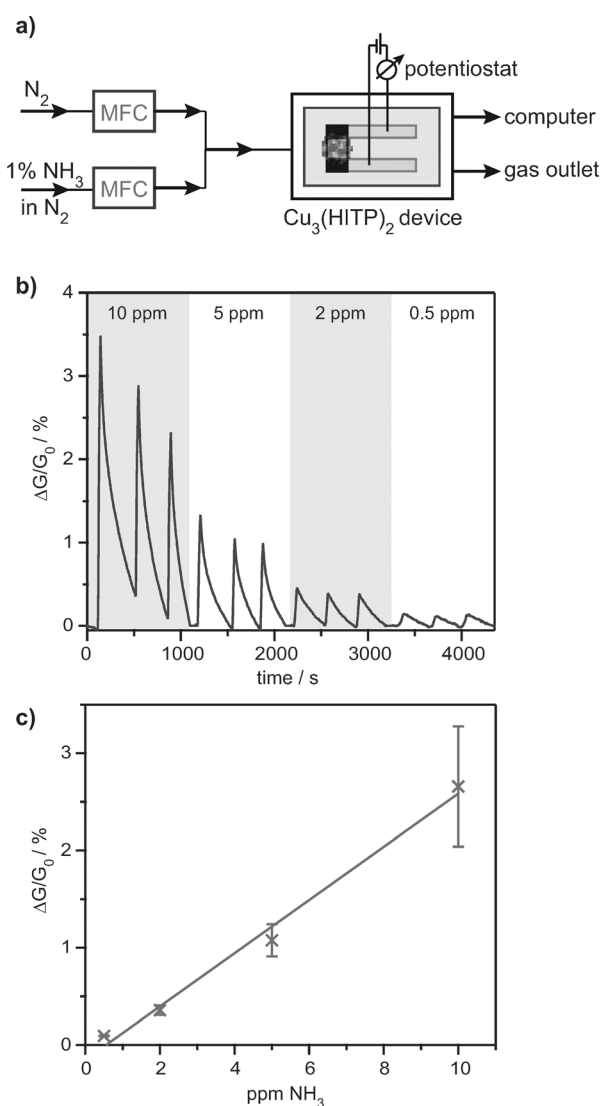 a)
N₂
MFC
1% NH₃
in N₂
MFC
potentiostat
computer
gas outlet
Cu₃(HITP)₂ device
b)
10 ppm
5 ppm
2 ppm
0.5 ppm
4
3
2
1
0
ΔG/G₀ / %
0
1000
2000
3000
4000
time / s
c)
3
2
1
0
ΔG/G₀ / %
0
2
4
6
8
10
ppm NH₃